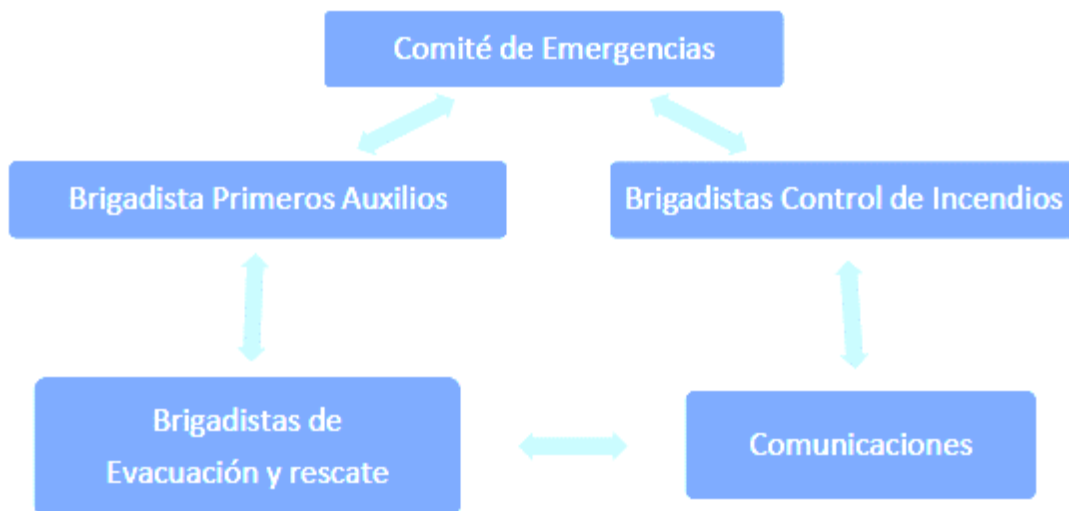 Comité de Emergencias
Brigadista Primeros Auxilios
Brigadistas Control de Incendios
Brigadistas de
Evacuación y rescate
Comunicaciones